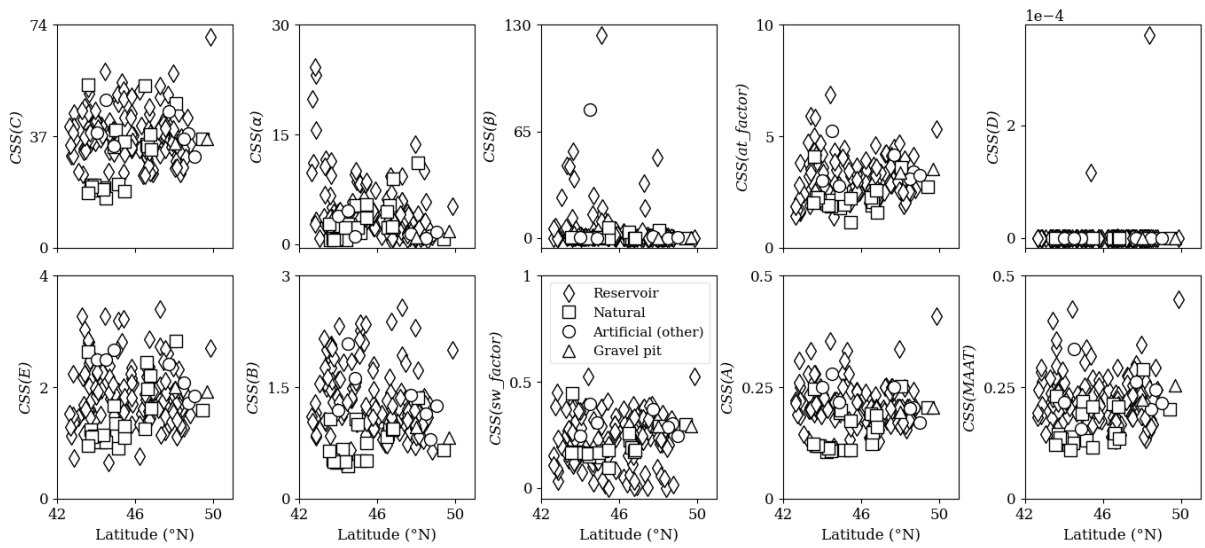 74
37
0
CSS(C)
30
15
0
CSS(α)
130
65
0
CSS(β)
10
5
0
CSS(at_factor)
1e−4
2
0
CSS(D)
4
2
0
CSS(E)
42 46 50
Latitude (°N)
3
1.5
0
CSS(B)
42 46 50
Latitude (°N)
1
0.5
0
CSS(sw_factor)
Reservoir
Natural
Artificial (other)
Gravel pit
42 46 50
Latitude (°N)
0.5
0.25
0.00
CSS(A)
42 46 50
Latitude (°N)
0.5
0.25
0.00
CSS(MAAT)
42 46 50
Latitude (°N)